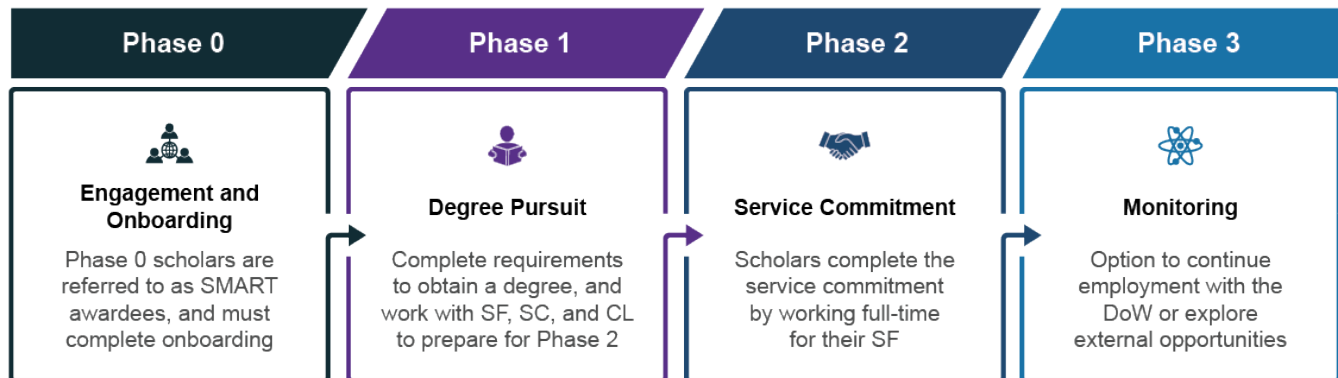 Phase 0
Phase 1
Phase 2
Phase 3
Engagement and
Onboarding
Phase 0 scholars are
referred to as SMART
awardees, and must
complete onboarding
Degree Pursuit
Complete requirements
to obtain a degree, and
work with SF, SC, and CL
to prepare for Phase 2
Service Commitment
Scholars complete the
service commitment
by working full-time
for their SF
Monitoring
Option to continue
employment with the
DoW or explore
external opportunities